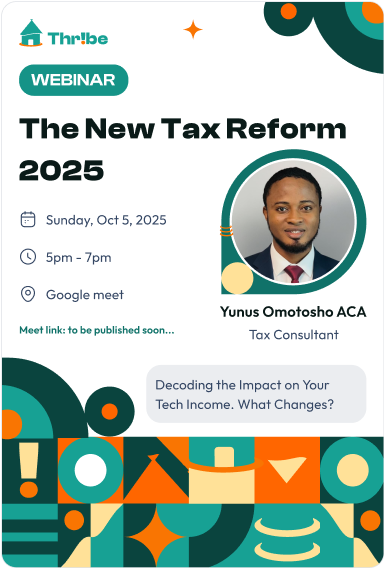 Thr!be
WEBINAR
The New Tax Reform
2025
Sunday, Oct 5, 2025
5pm - 7pm
Google meet
Meet link: to be published soon...
Yunus Omotosho ACA
Tax Consultant
Decoding the Impact on Your
Tech Income. What Changes?